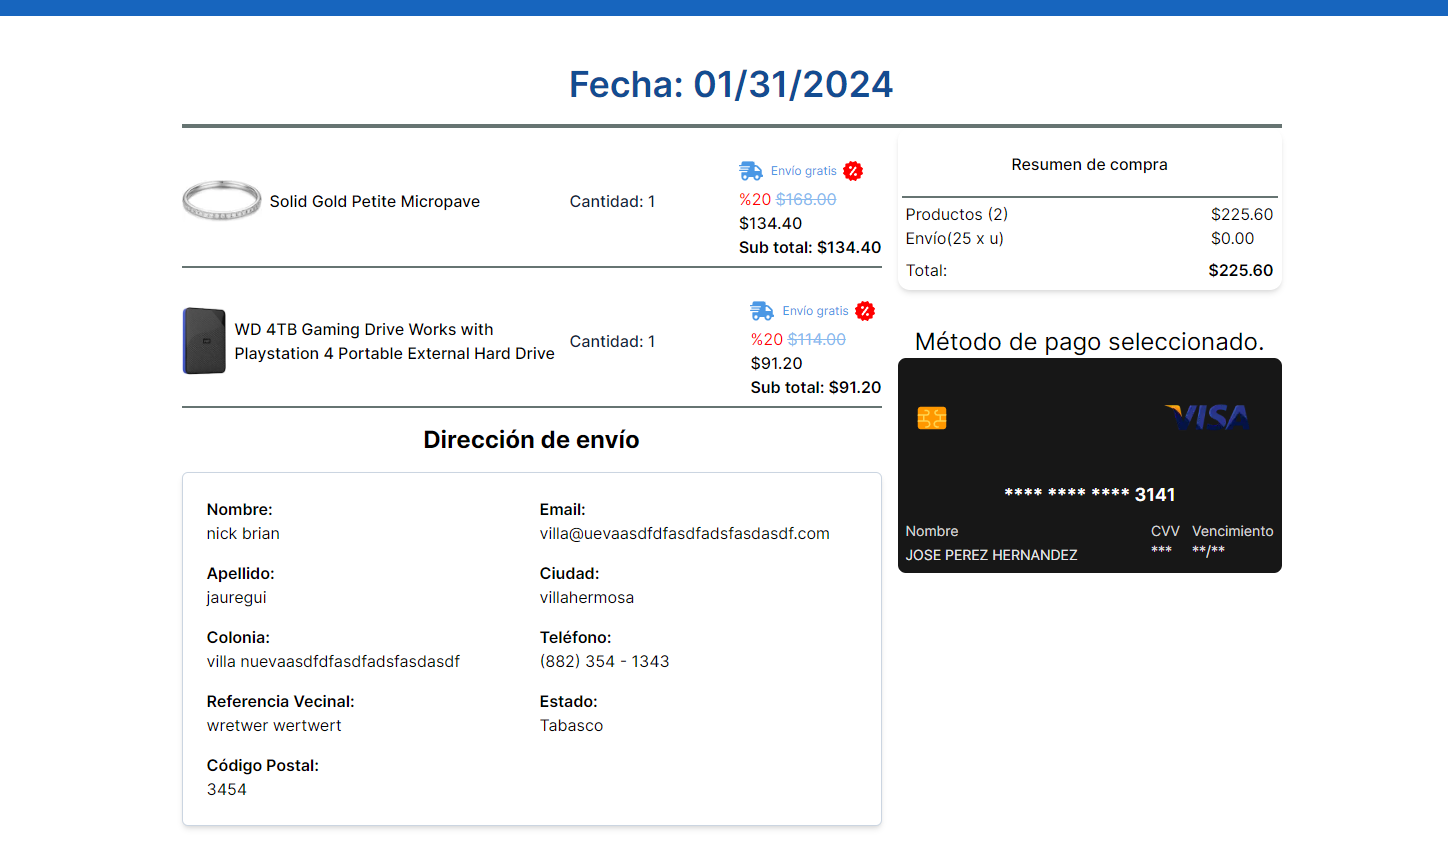 Fecha: 01/31/2024
Solid Gold Petite Micropave
Cantidad: 1
Envío gratis
%20 $168.00
$134.40
Sub total: $134.40
WD 4TB Gaming Drive Works with
Playstation 4 Portable External Hard Drive
Cantidad: 1
Envío gratis
%20 $114.00
$91.20
Sub total: $91.20
Resumen de compra
Productos (2) $225.60
Envío(25 x u) $0.00
Total: $225.60
Método de pago seleccionado.
VISA
**** **** **** 3141
Nombre CVV Vencimiento
JOSE PEREZ HERNANDEZ *** **/**
Dirección de envío
Nombre:
nick brian
Email:
villa@uevaasdfdfasdfadsfasdasdf.com
Apellido:
jauregui
Ciudad:
villahermosa
Colonia:
villa nuevaasdfdfasdfadsfasdasdf
Teléfono:
(882) 354 - 1343
Referencia Vecinal:
wretwer wertwert
Estado:
Tabasco
Código Postal:
3454